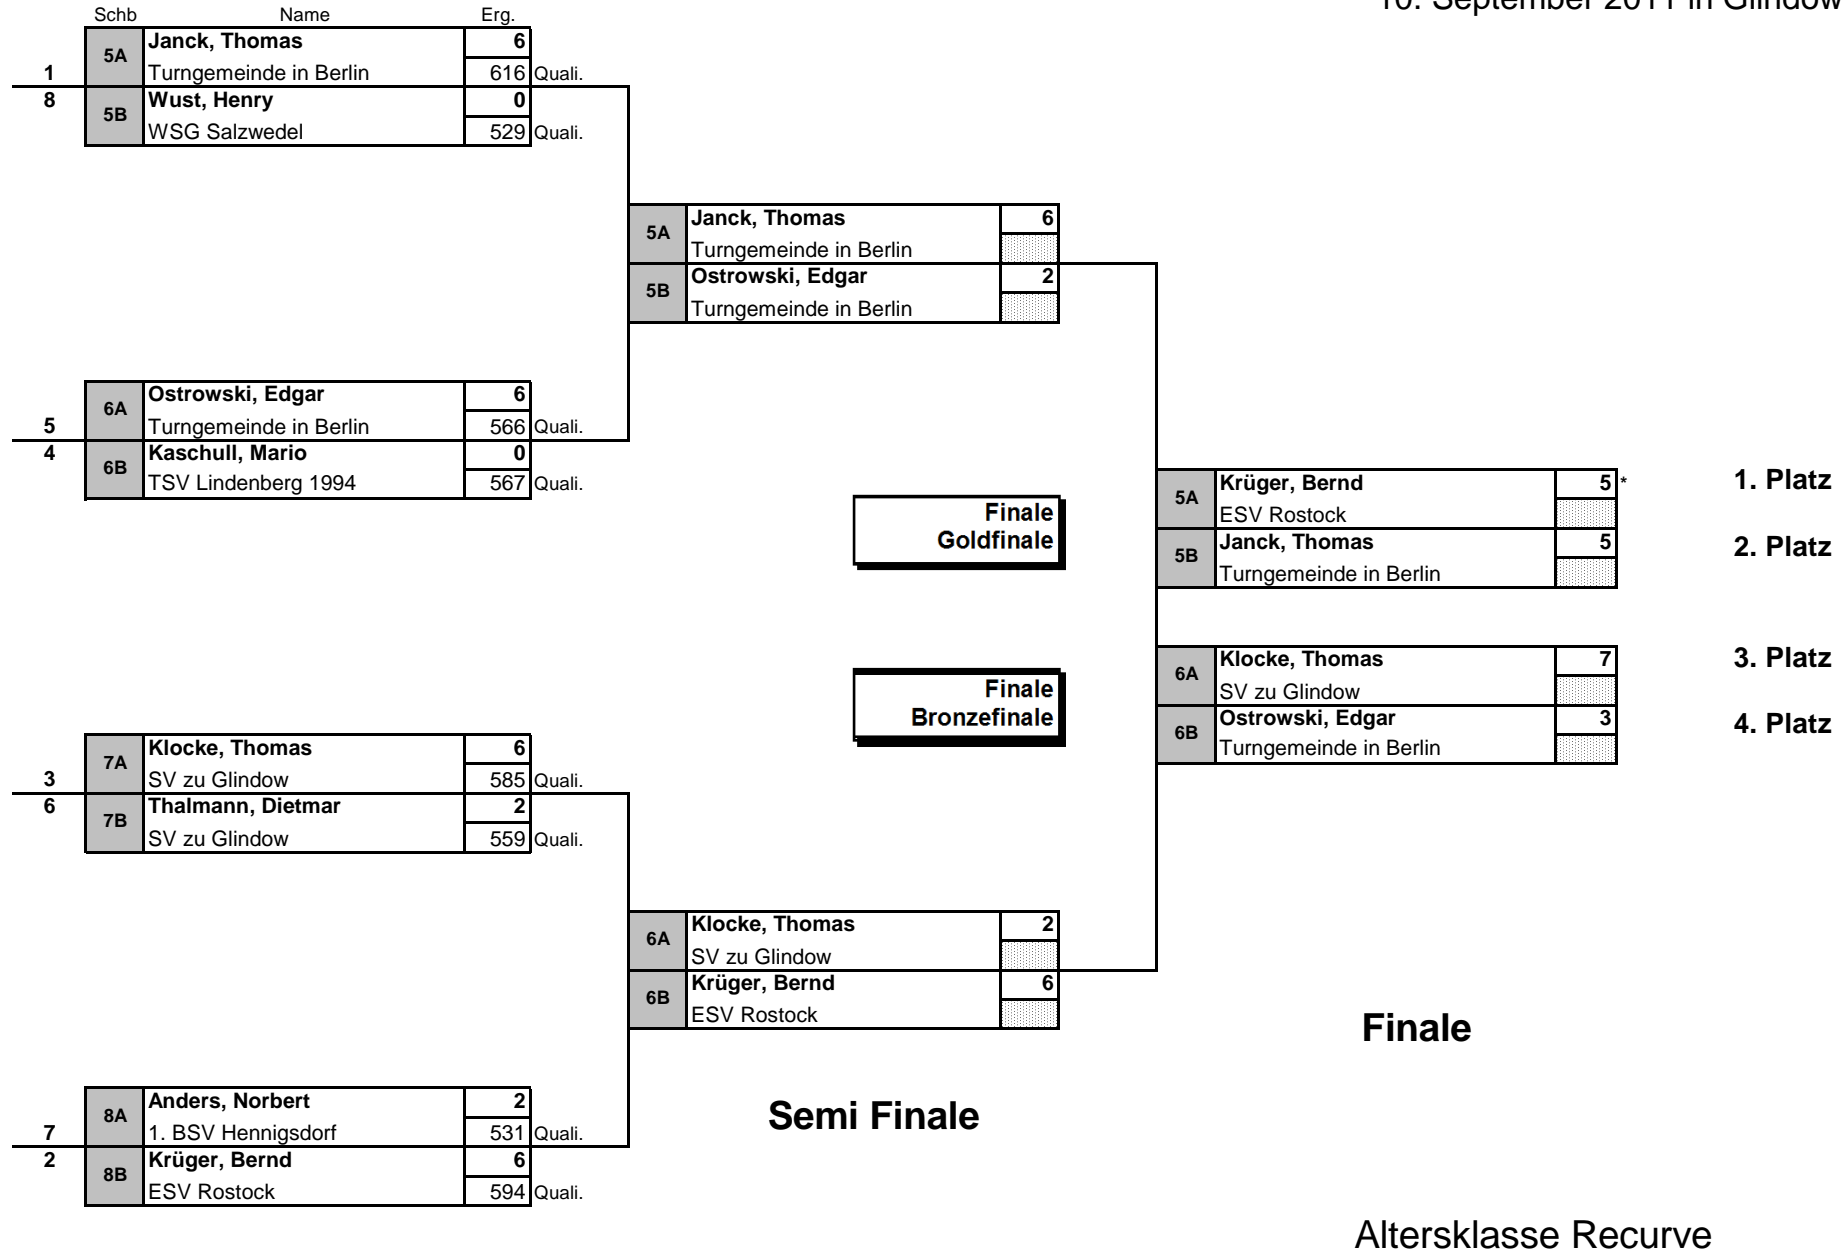 10. September 2011 in Glindow
Schb Name Erg.
5A Janck, Thomas 6
1 Turngemeinde in Berlin 616 Quali.
8 5B Wust, Henry 0
WSG Salzwedel 529 Quali.
5A Janck, Thomas 6
Turngemeinde in Berlin
5B Ostrowski, Edgar 2
Turngemeinde in Berlin
6A Ostrowski, Edgar 6
5 Turngemeinde in Berlin 566 Quali.
4 6B Kaschull, Mario 0
TSV Lindenberg 1994 567 Quali.
Finale
Goldfinale
5A Krüger, Bernd 5 * 1. Platz
ESV Rostock
5B Janck, Thomas 5 2. Platz
Turngemeinde in Berlin
Finale
Bronzefinale
6A Klocke, Thomas 7 3. Platz
SV zu Glindow
6B Ostrowski, Edgar 3 4. Platz
Turngemeinde in Berlin
7A Klocke, Thomas 6
3 SV zu Glindow 585 Quali.
6 7B Thalmann, Dietmar 2
SV zu Glindow 559 Quali.
6A Klocke, Thomas 2
SV zu Glindow
6B Krüger, Bernd 6
ESV Rostock
Finale
8A Anders, Norbert 2
7 1. BSV Hennigsdorf 531 Quali.
2 8B Krüger, Bernd 6
ESV Rostock 594 Quali.
Semi Finale
Altersklasse Recurve